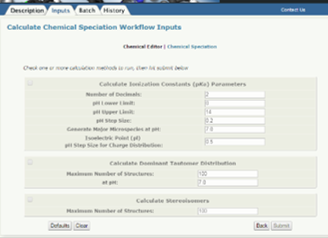 Description Inputs Batch History Contact Us
Calculate Chemical Speciation Workflow Inputs
Chemical Editor | Chemical Speciation
Check one or more calculation methods to run, then hit submit below
Calculate Ionization Constants (pKa) Parameters
Number of Decimals: 2
pH Lower Limit: 0
pH Upper Limit: 14
pH Step Size: 0.2
Generate Major Microspecies at pH: 7.0
Isoelectric Point (pI)
pH Step Size for Charge Distribution: 0.5
Calculate Dominant Tautomer Distribution
Maximum Number of Structures: 100
at pH: 7.0
Calculate Stereoisomers
Maximum Number of Structures: 100
Defaults Clear Back Submit